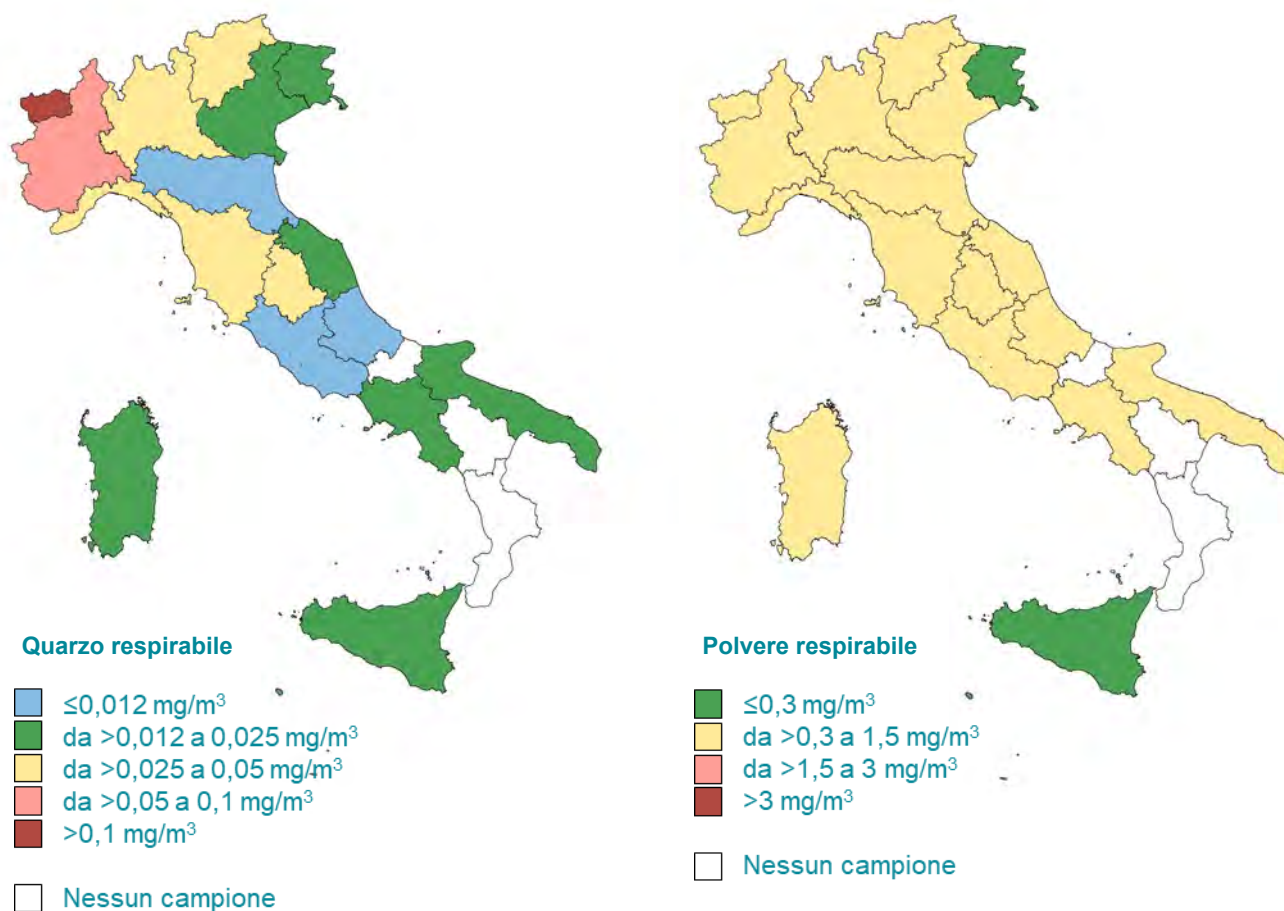 Quarzo respirabile
≤0,012 mg/m³
da >0,012 a 0,025 mg/m³
da >0,025 a 0,05 mg/m³
da >0,05 a 0,1 mg/m³
>0,1 mg/m³
Nessun campione
Polvere respirabile
≤0,3 mg/m³
da >0,3 a 1,5 mg/m³
da >1,5 a 3 mg/m³
>3 mg/m³
Nessun campione